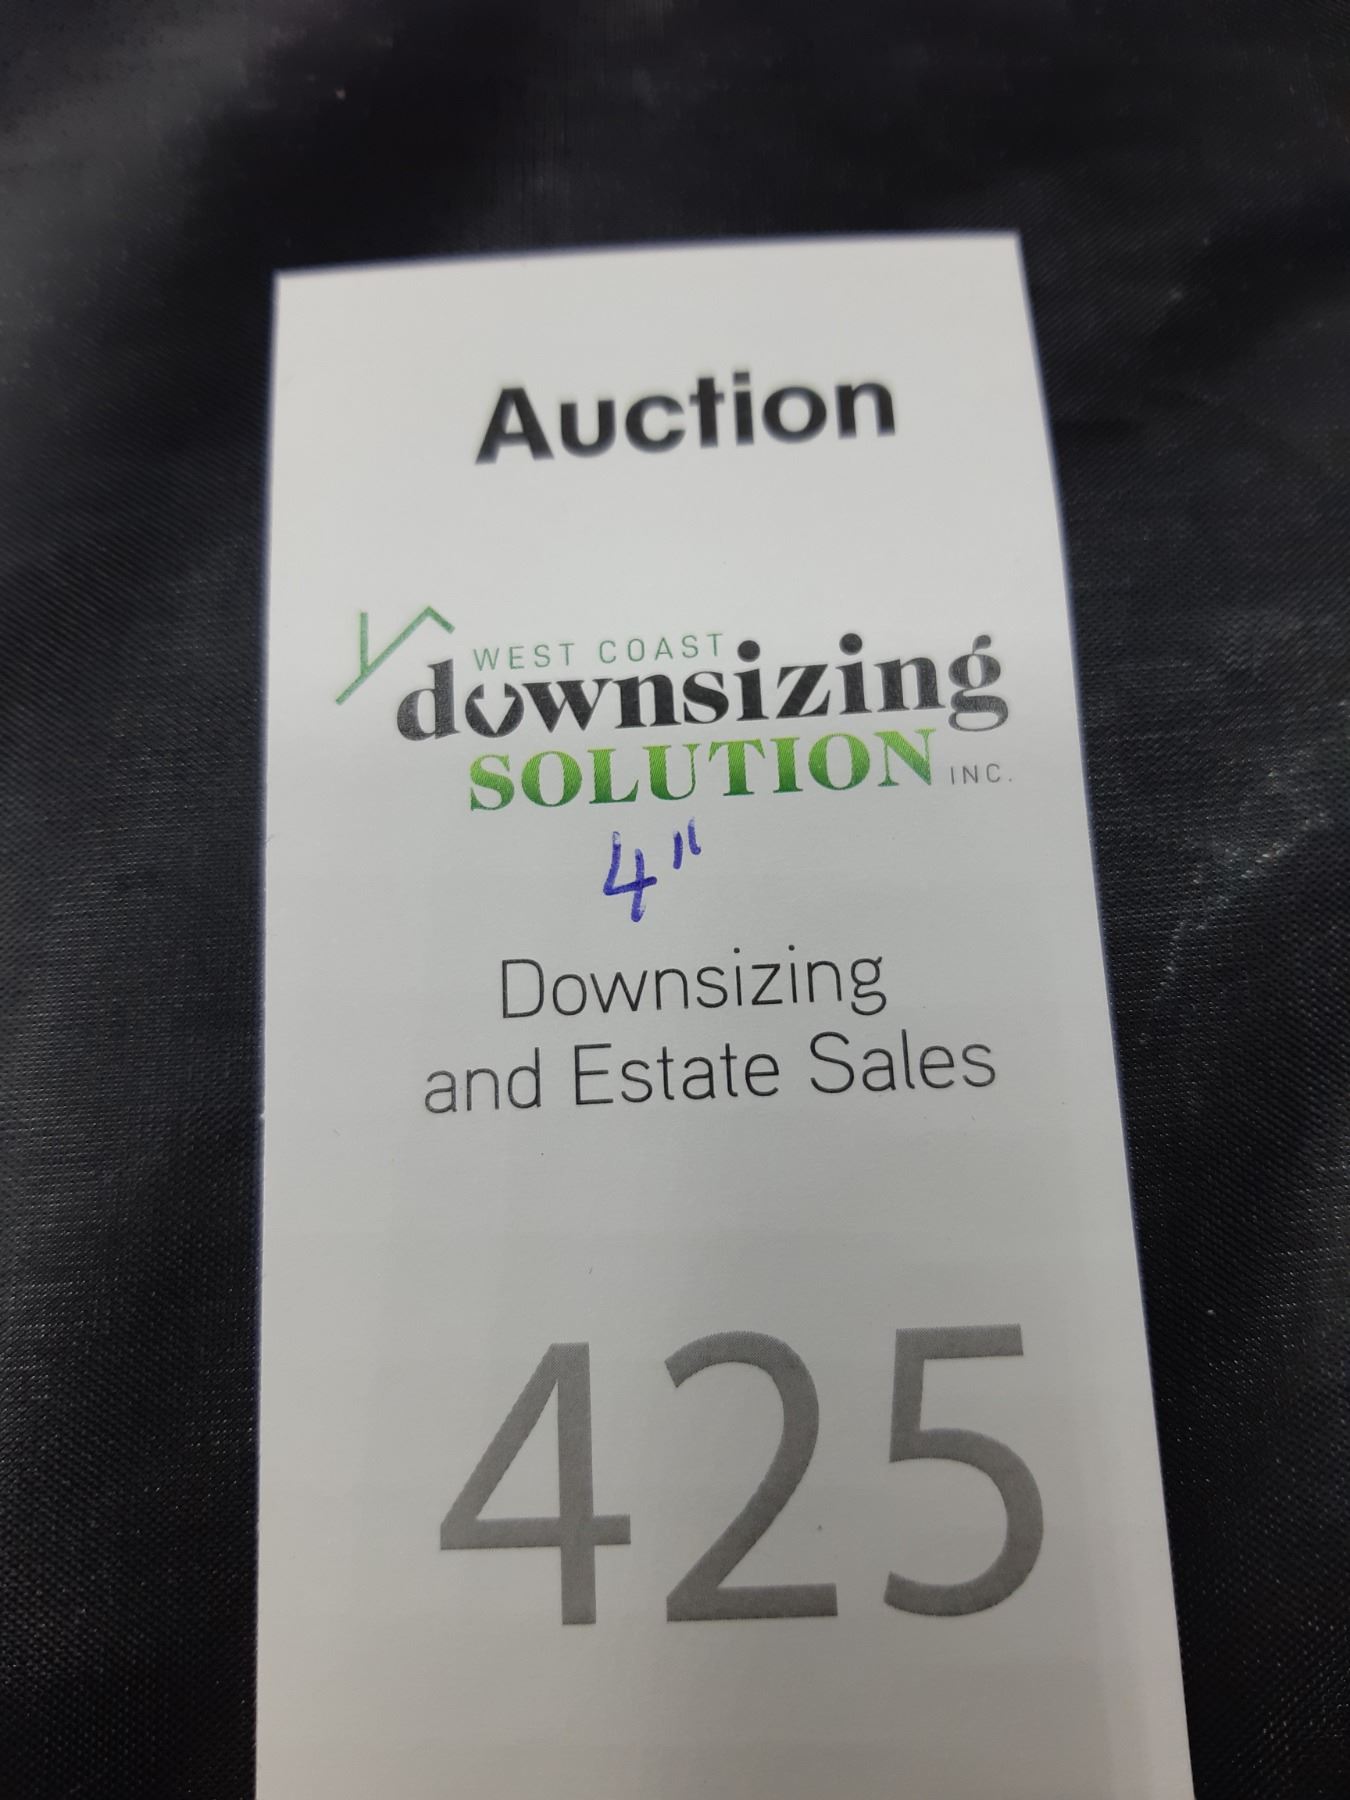 Auction
WEST COAST
downsizing
SOLUTION INC.
4"
Downsizing
and Estate Sales
425